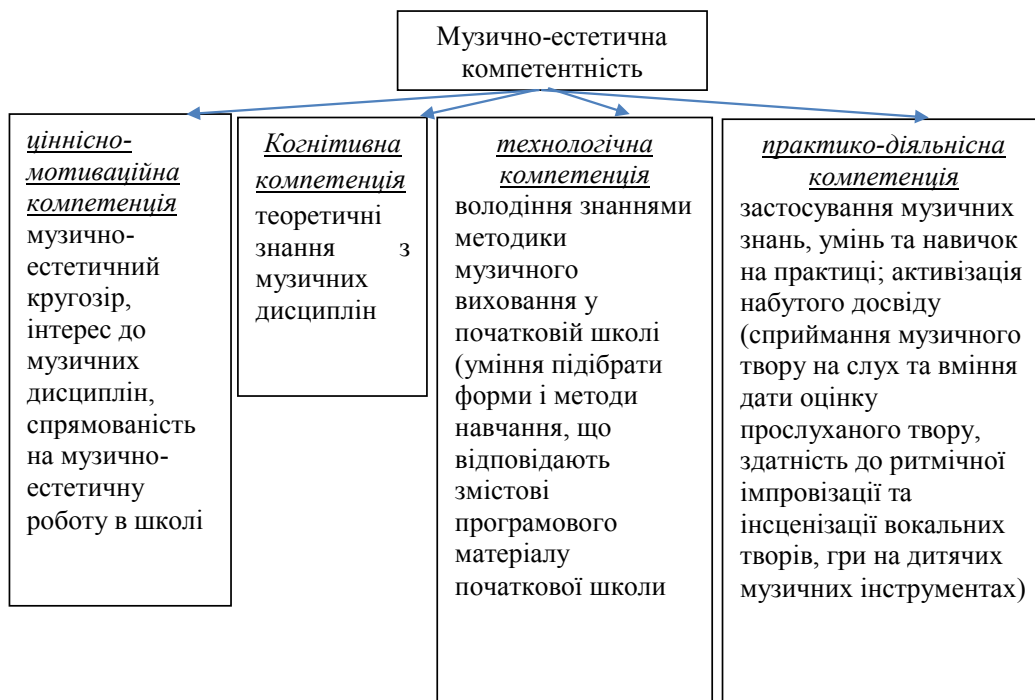 Музично-естетична
компетентність
ціннісно-
мотиваційна
компетенція
музично-
естетичний
кругозір,
інтерес до
музичних
дисциплін,
спрямованість
на музично-
естетичну
роботу в школі
Когнітивна
компетенція
теоретичні
знання з
музичних
дисциплін
технологічна
компетенція
володіння знаннями
методики
музичного
виховання у
початковій школі
(уміння підібрати
форми і методи
навчання, що
відповідають
змістові
програмового
матеріалу
початкової школи
практико-діяльнісна
компетенція
застосування музичних
знань, умінь та навичок
на практиці; активізація
набутого досвіду
(сприймання музичного
твору на слух та вміння
дати оцінку
прослуханого твору,
здатність до ритмічної
імпровізації та
інсценізації вокальних
творів, гри на дитячих
музичних інструментах)